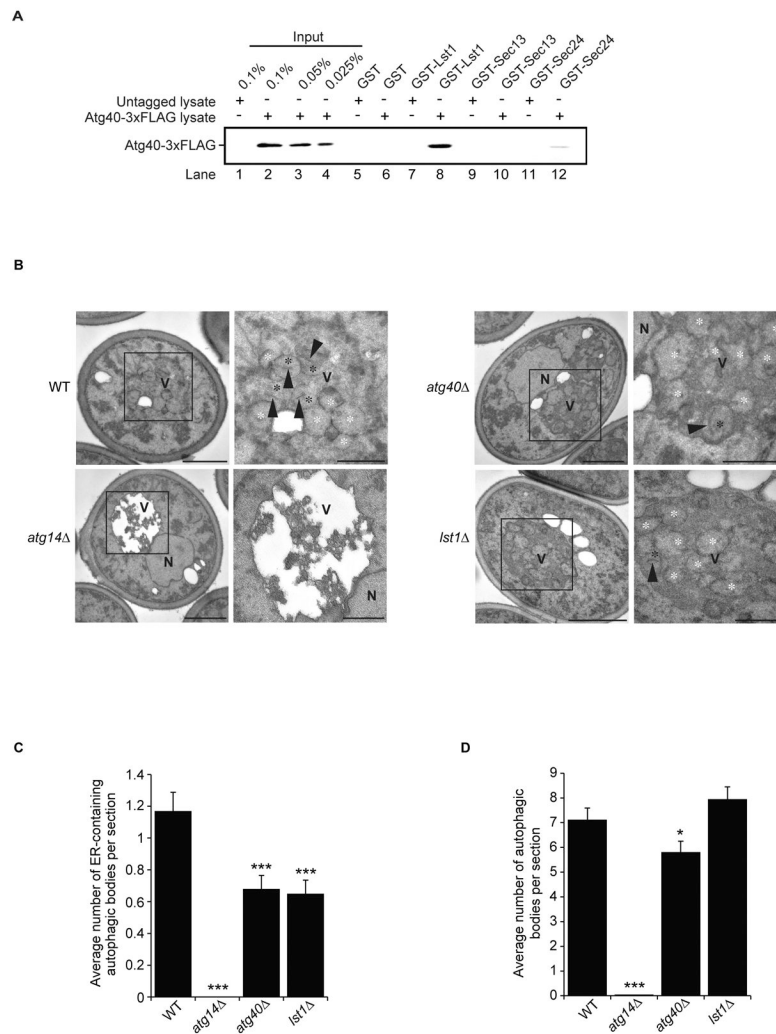 A
Input
0.1% 0.1% 0.05% 0.025% GST GST GST-Lst1 GST-Lst1 GST-Sec13 GST-Sec13 GST-Sec24 GST-Sec24
Untagged lysate + - - - + - + - + - + -
Atg40-3xFLAG lysate - + + + - + - + - + - +
Atg40-3xFLAG
Lane 1 2 3 4 5 6 7 8 9 10 11 12
B
WT
V
* * * V * * * * * * * *
atg40Δ
N
V
N * * * V * * * * *
atg14Δ
V
N
V
N
lst1Δ
V
* * * * * * V * * *
C
Average number of ER-containing
autophagic bodies per section
1.4
1.2
1
0.8
0.6
0.4
0.2
0
***
***
***
WT atg14Δ atg40Δ lst1Δ
D
Average number of autophagic
bodies per section
9
8
7
6
5
4
3
2
1
0
***
*
WT atg14Δ atg40Δ lst1Δ